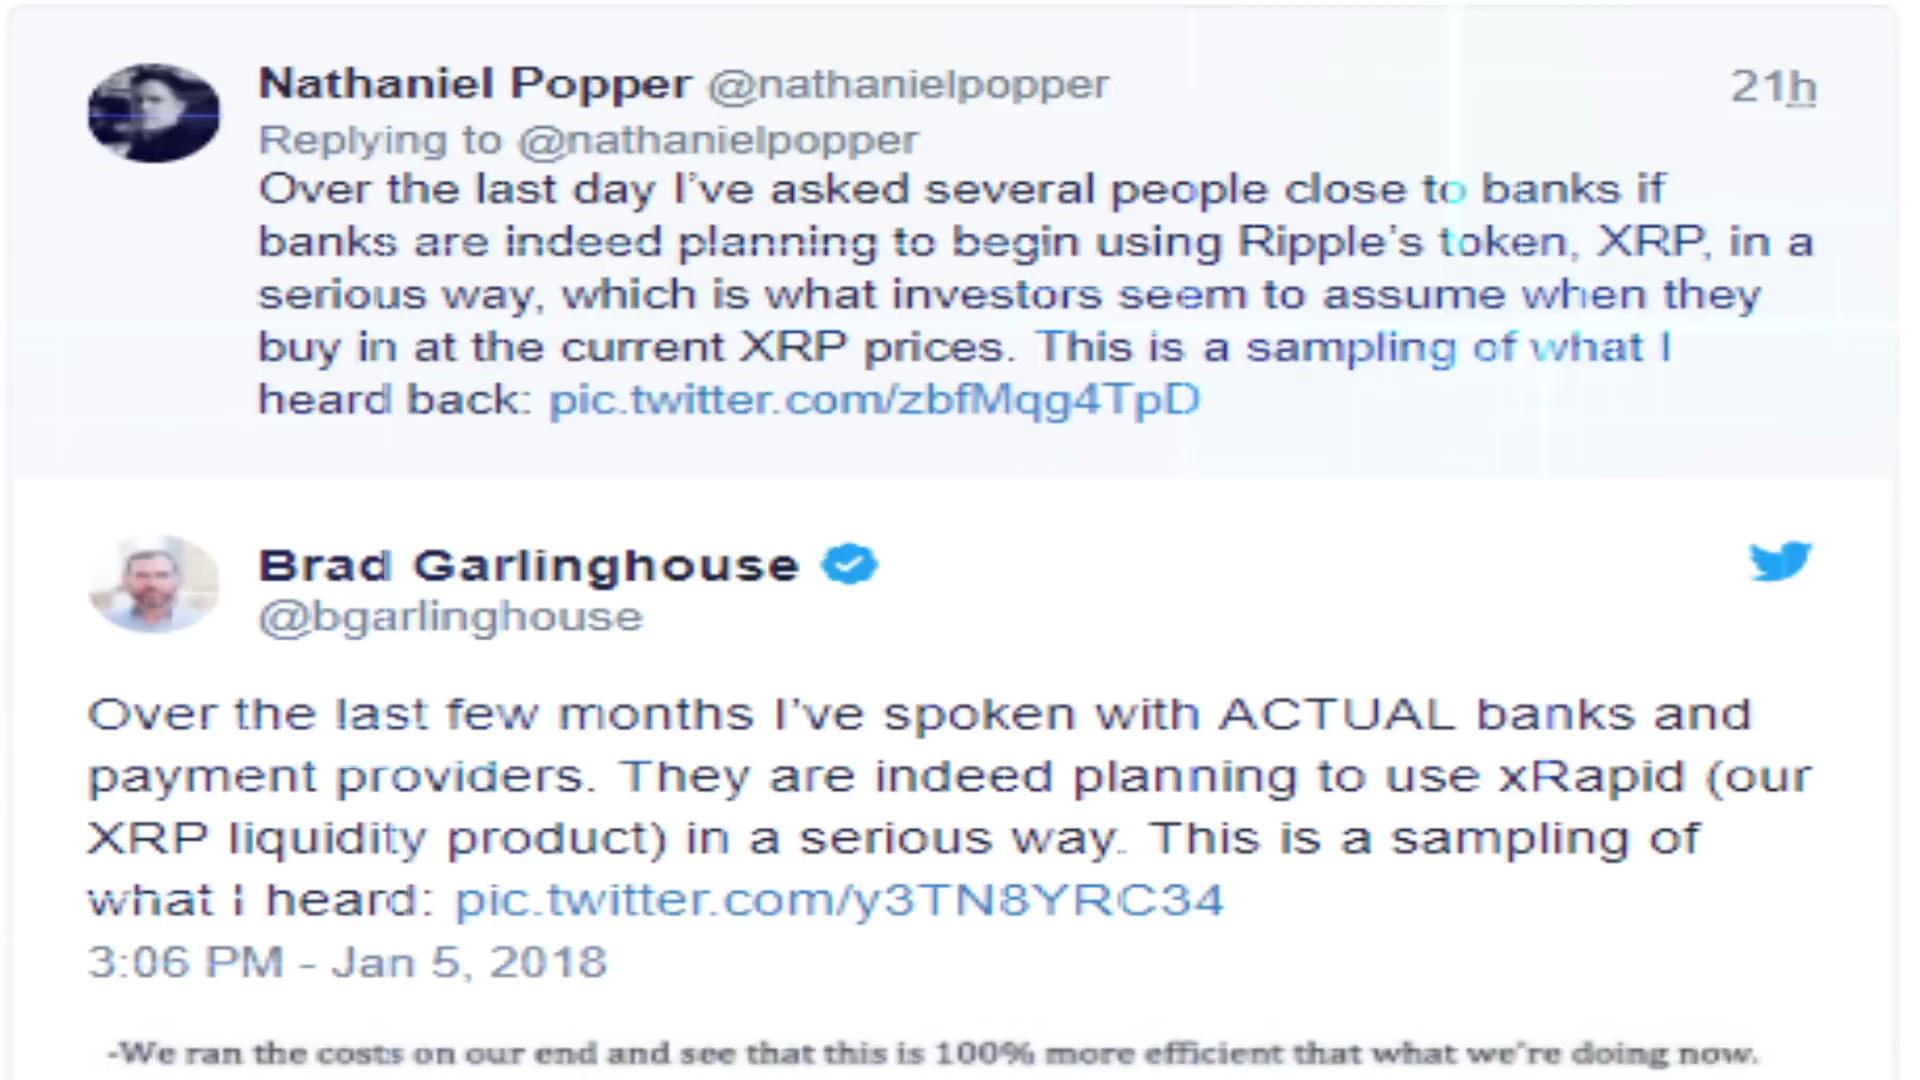 Nathaniel Popper @nathanielpopper 21h
Replying to @nathanielpopper
Over the last day I've asked several people close to banks if
banks are indeed planning to begin using Ripple's token, XRP, in a
serious way, which is what investors seem to assume when they
buy in at the current XRP prices. This is a sampling of what I
heard back: pic.twitter.com/zbfMqg4TpD
Brad Garlinghouse
@bgarlinghouse
Over the last few months I've spoken with ACTUAL banks and
payment providers. They are indeed planning to use xRapid (our
XRP liquidity product) in a serious way. This is a sampling of
what I heard: pic.twitter.com/y3TN8YRC34
3:06 PM - Jan 5, 2018
-We ran the costs on our end and see that this is 100% more efficient that what we're doing now.